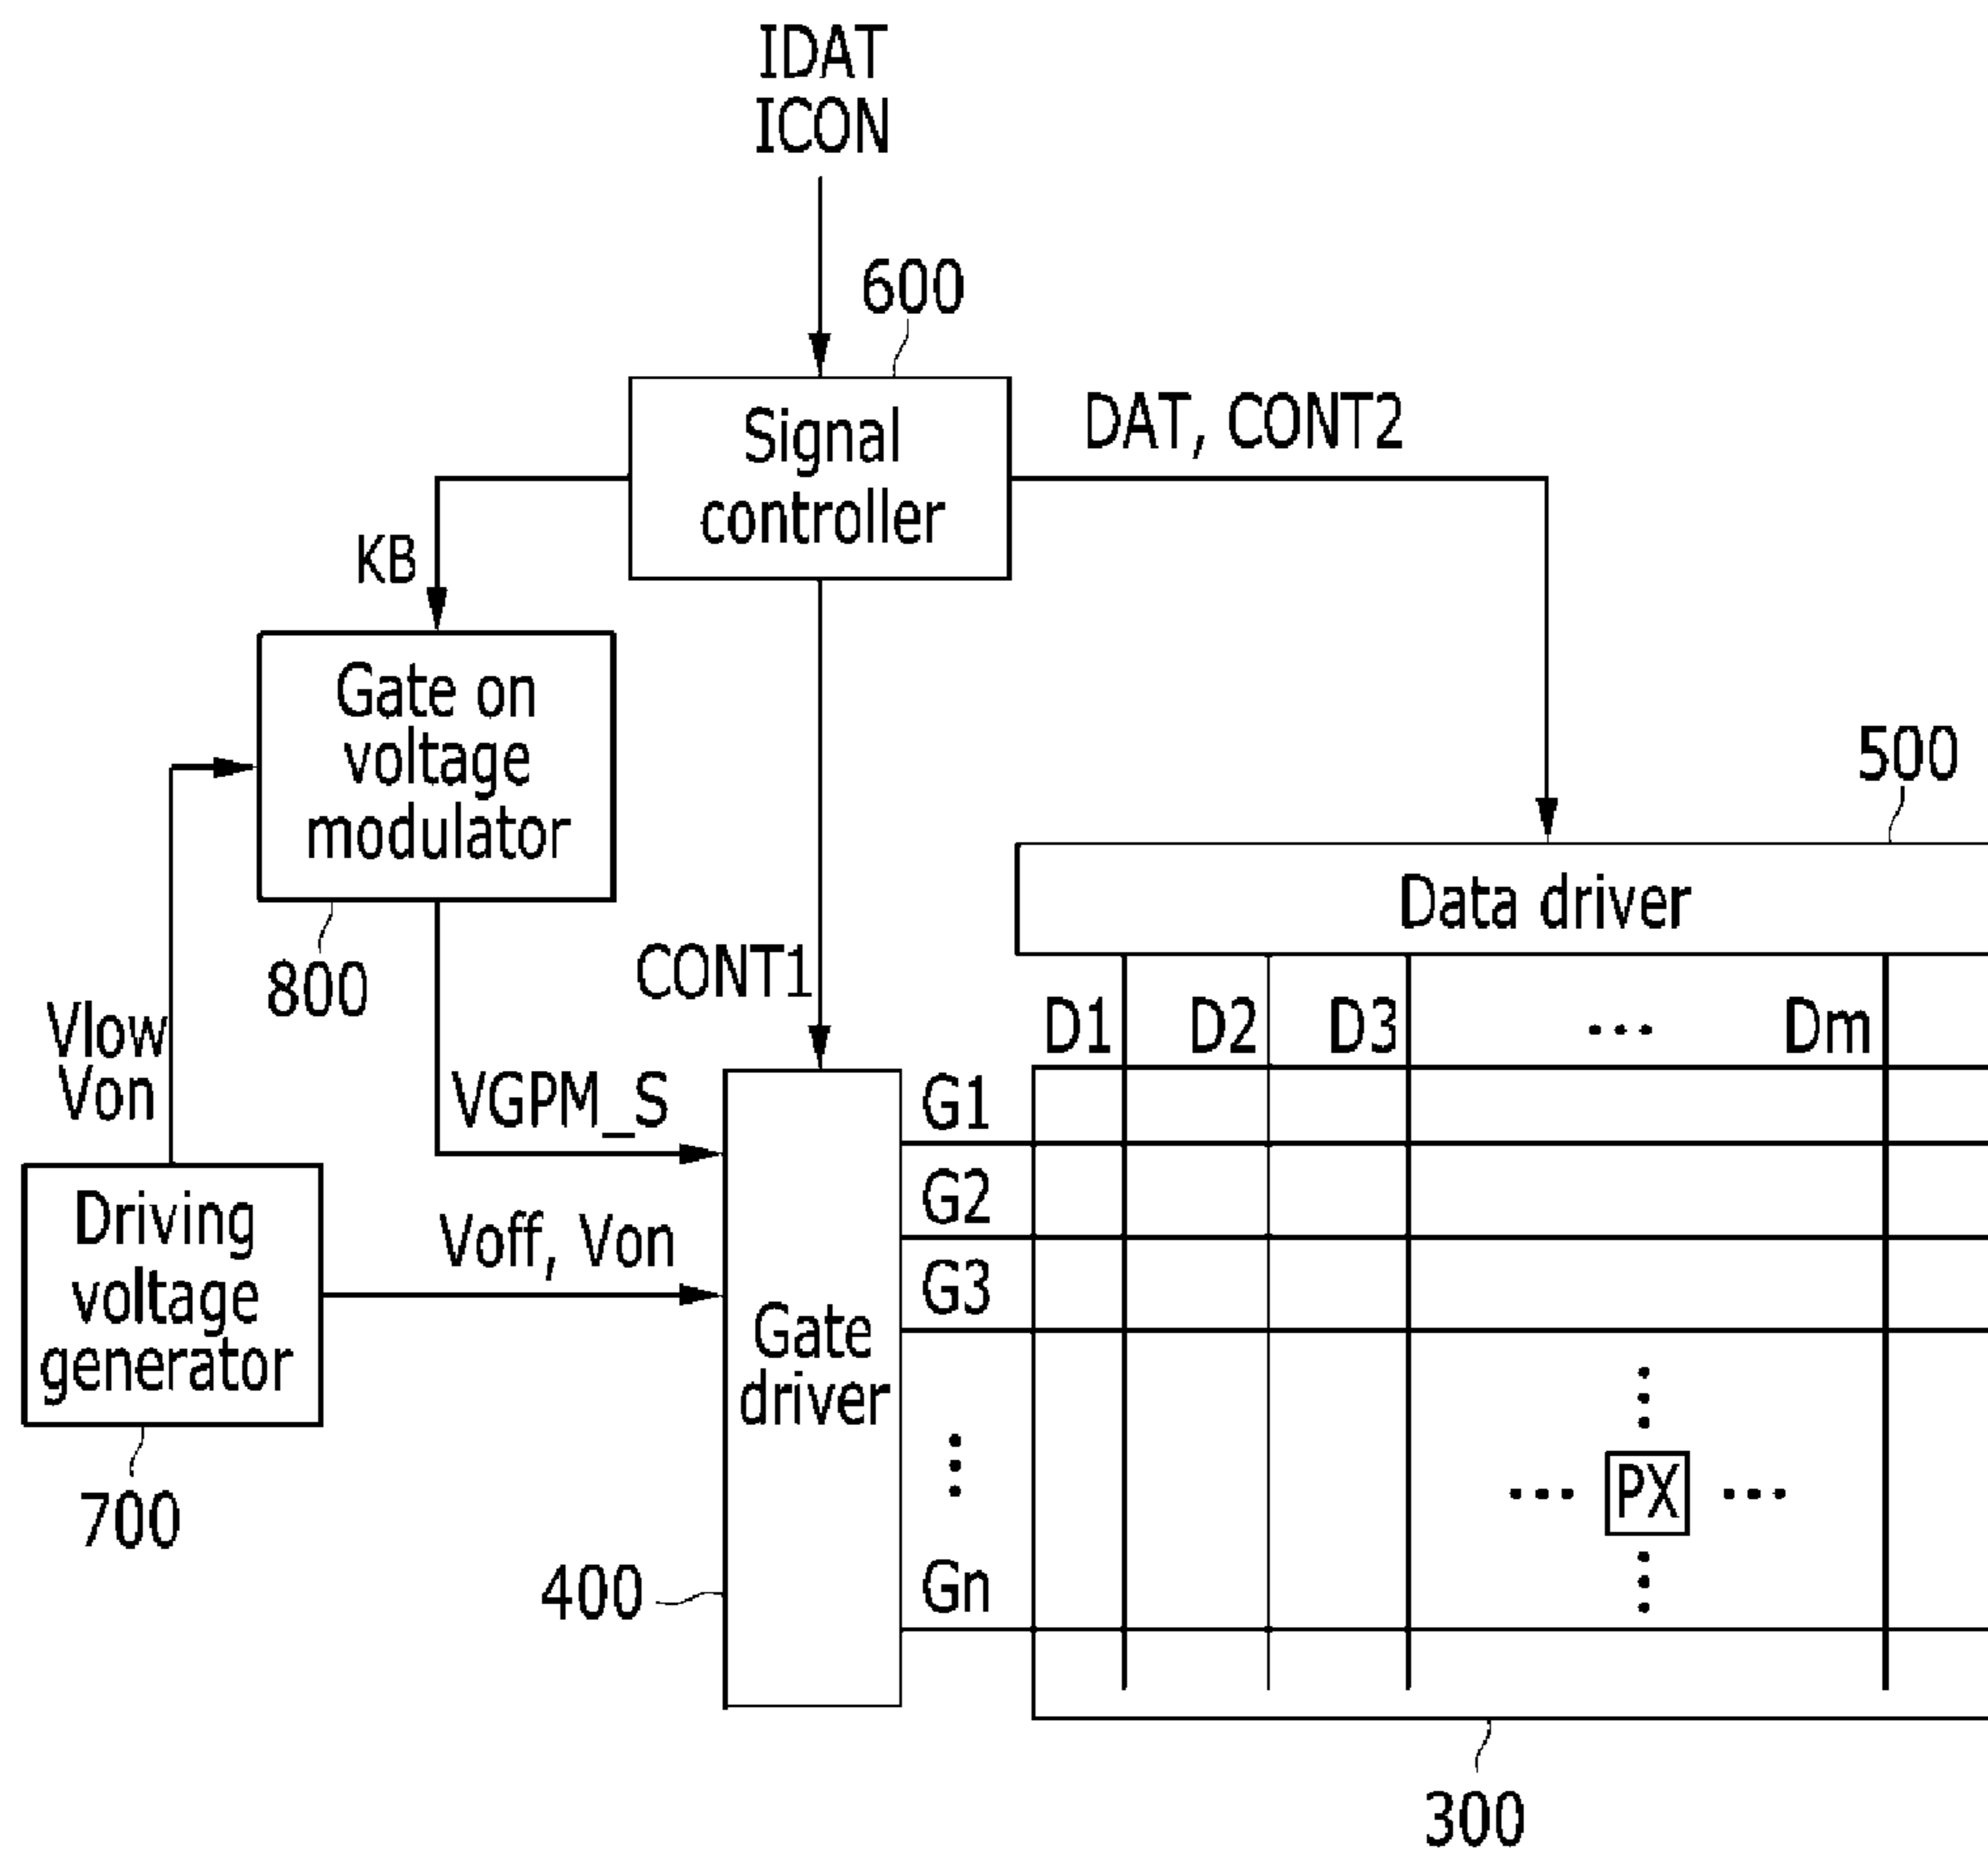 IDAT
ICON
600
Signal
controller
DAT, CONT2
KB
Gate on
voltage
modulator
800
500
Data driver
CONT1
Vlow
Von
VGPM_S
D1 D2 D3 ... Dm
G1
G2
G3
Gn
Driving
voltage
generator
700
Voff, Von
Gate
driver
400
PX
300